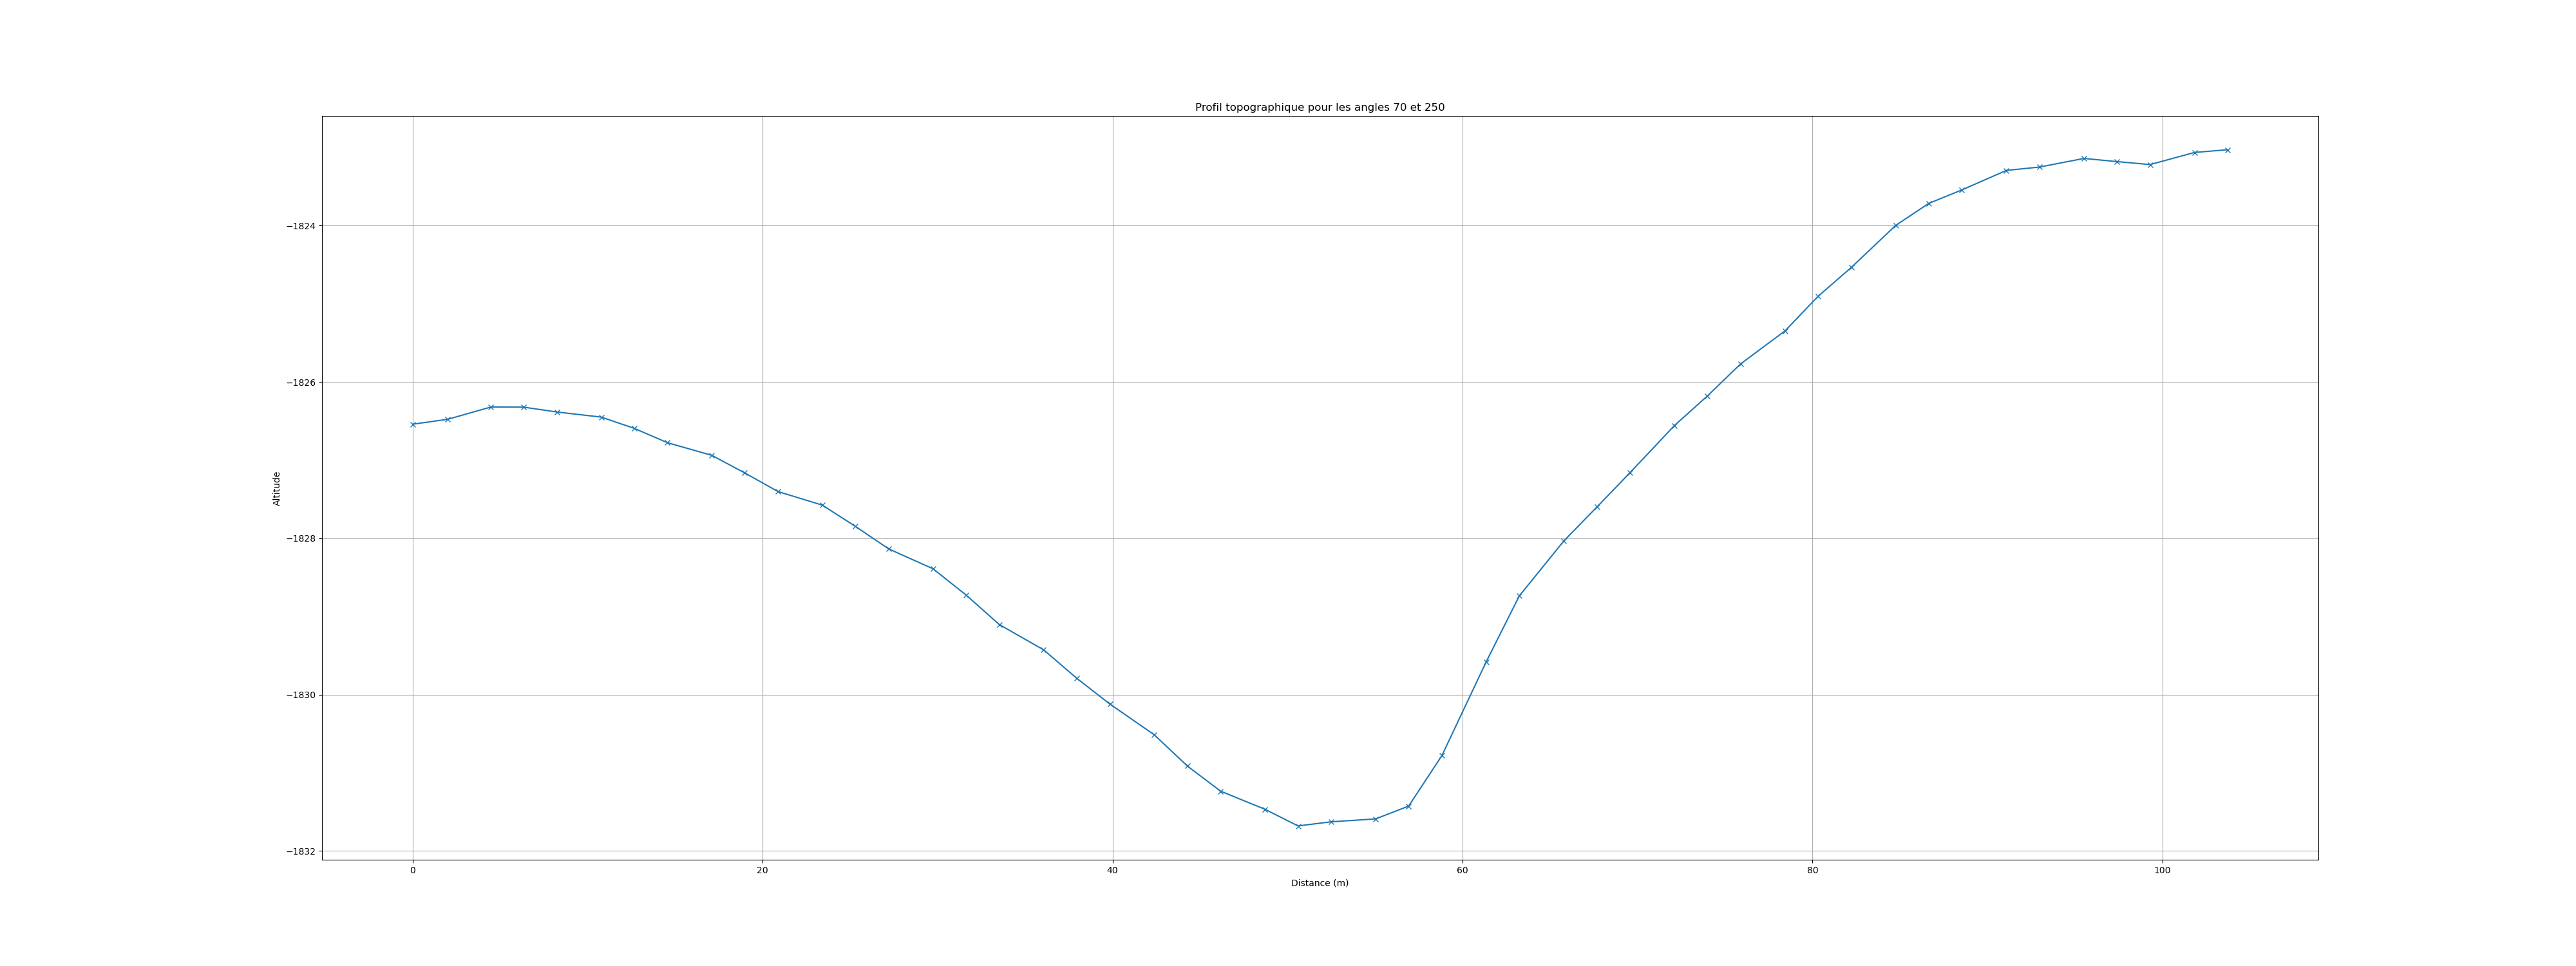 Profil topographique pour les angles 70 et 250
Altitude
−1824
−1826
−1828
−1830
−1832
0 20 40 60 80 100
Distance (m)